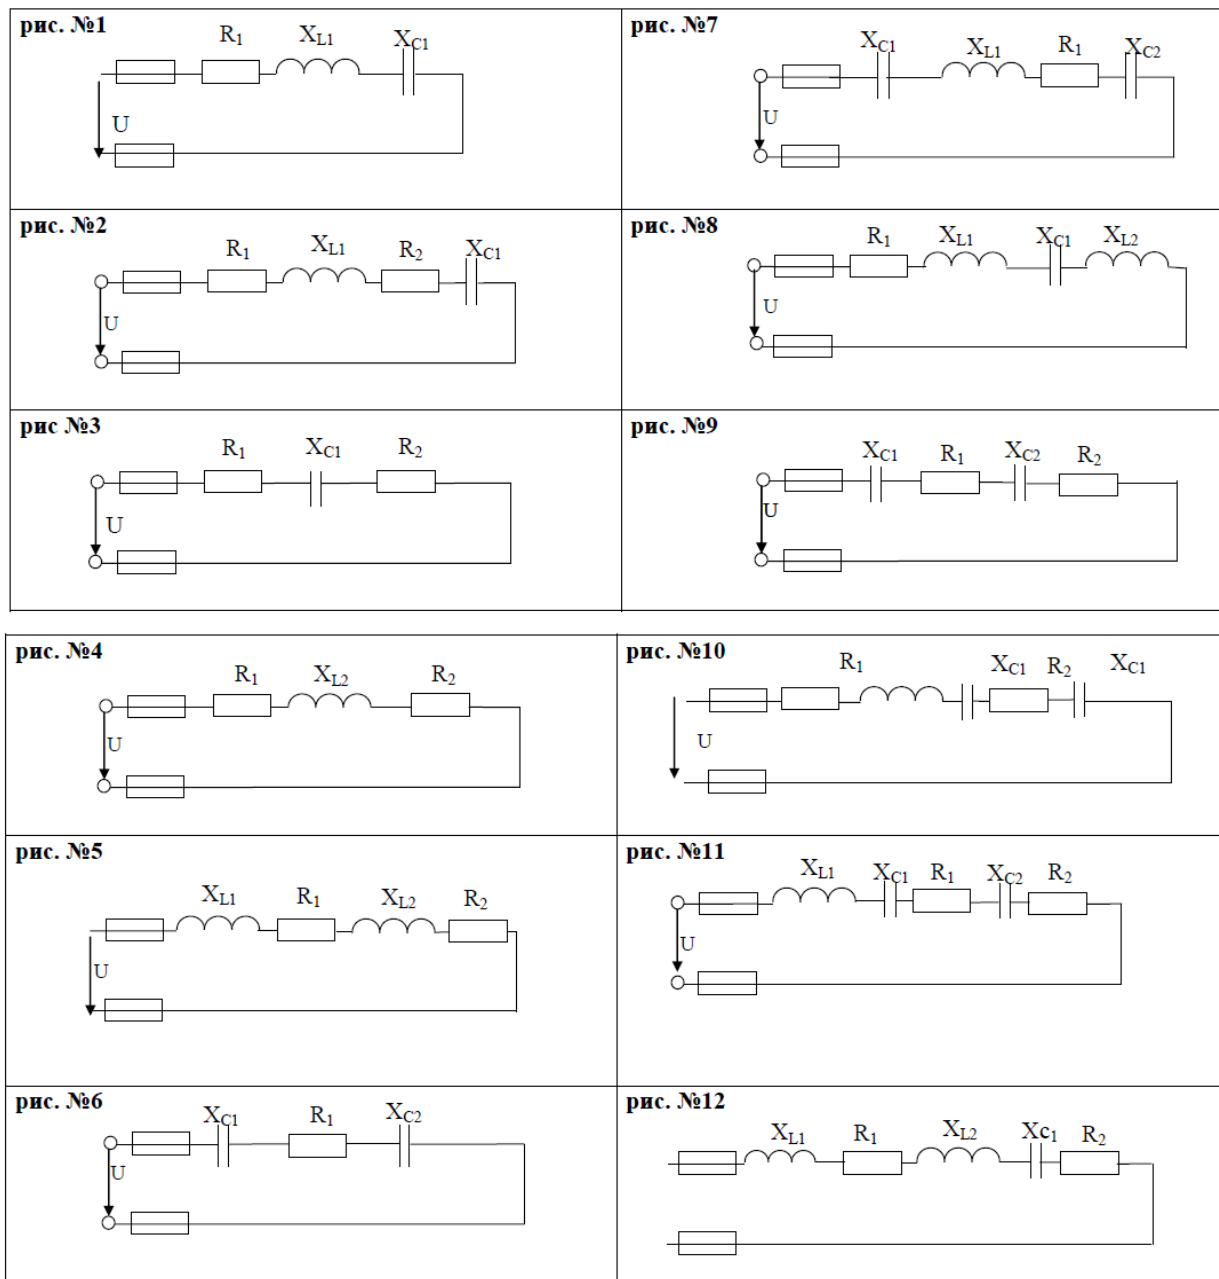 рис. №1
R1 XL1 XC1
U
рис. №7
XC1 XL1 R1 XC2
U
рис. №2
R1 XL1 R2 XC1
U
рис. №8
R1 XL1 XC1 XL2
U
рис №3
R1 XC1 R2
U
рис. №9
XC1 R1 XC2 R2
U
рис. №4
R1 XL2 R2
U
рис. №10
R1 XC1 R2 XC1
U
рис. №5
XL1 R1 XL2 R2
U
рис. №11
XL1 XC1 R1 XC2 R2
U
рис. №6
XC1 R1 XC2
U
рис. №12
XL1 R1 XL2 Xc1 R2